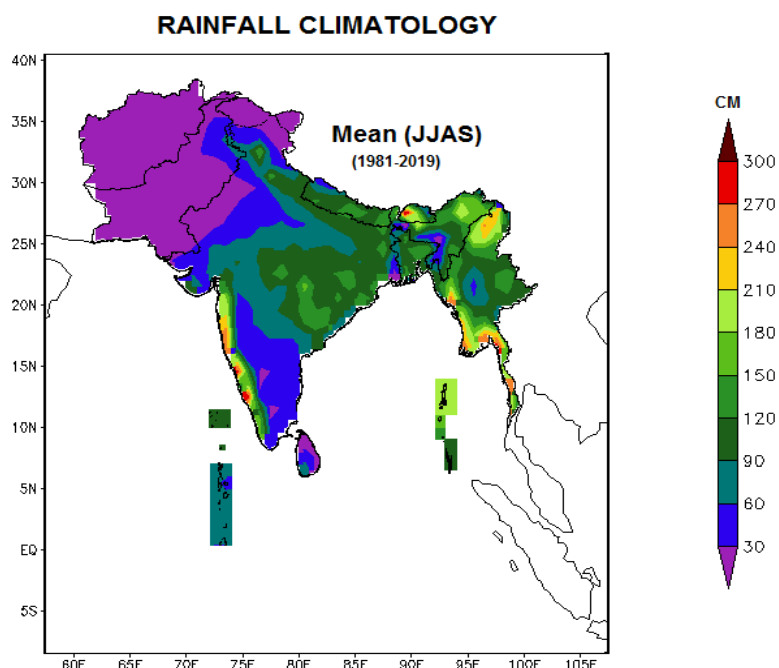 RAINFALL CLIMATOLOGY
40N
35N
30N
25N
20N
15N
10N
5N
EQ
5S
60E
65E
70E
75E
80E
85E
90E
95E
100E
105E
Mean (JJAS)
(1981-2019)
CM
300
270
240
210
180
150
120
90
60
30